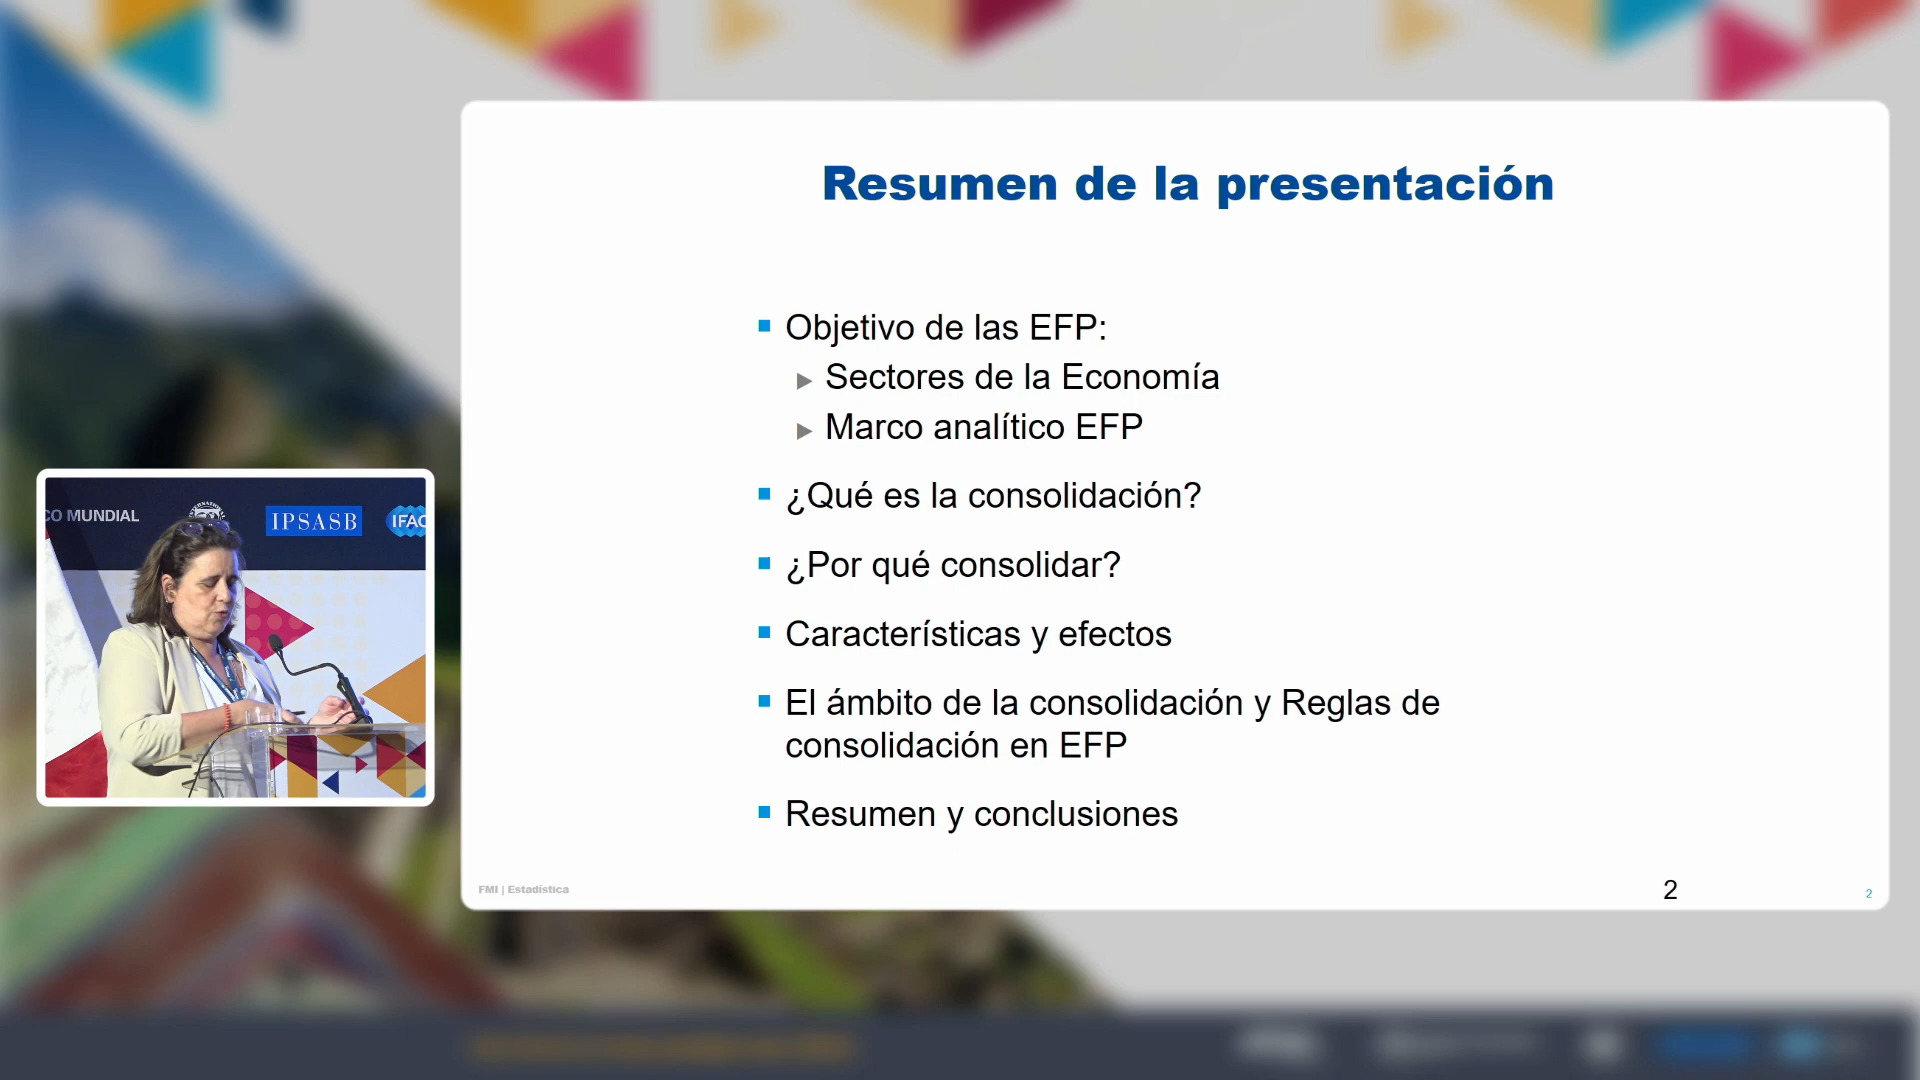 Resumen de la presentación
Objetivo de las EFP:
Sectores de la Economía
Marco analítico EFP
¿Qué es la consolidación?
¿Por qué consolidar?
Características y efectos
El ámbito de la consolidación y Reglas de
consolidación en EFP
Resumen y conclusiones
FMI | Estadística
2
2
CO MUNDIAL
IPSASB
IFAC